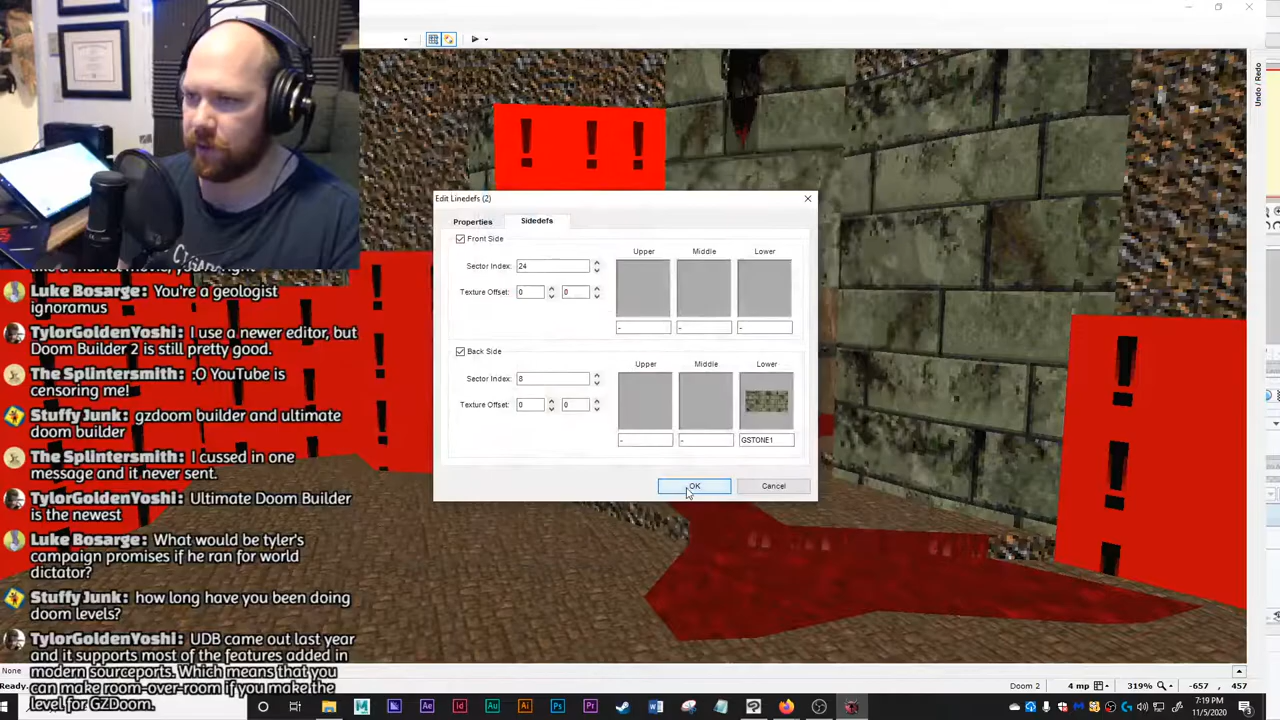 Undo / Redo
Edit Linedefs (2)
Properties
Sidedefs
Front Side
Upper
Middle
Lower
Sector Index:
24
Texture Offset:
0
0
-
-
-
Back Side
Upper
Middle
Lower
Sector Index:
8
Texture Offset:
0
0
-
-
GSTONE1
OK
Cancel
Luke Bosarge: You're a geologist
ignoramus
TylorGoldenYoshi: I use a newer editor, but
Doom Builder 2 is still pretty good.
The Splintersmith: :O YouTube is
censoring me!
Stuffy Junk: gzdoom builder and ultimate
doom builder
The Splintersmith: I cussed in one
message and it never sent.
TylorGoldenYoshi: Ultimate Doom Builder
is the newest
Luke Bosarge: What would be tyler's
campaign promises if he ran for world
dictator?
Stuffy Junk: how long have you been doing
doom levels?
TylorGoldenYoshi: UDB came out last year
and it supports most of the features added in
modern sourceports. Which means that you
can make room-over-room if you make the
level for GZDoom.
None
Ready.
Doom 2
4 mp
319%
-657 , 457
Ae
Id
Au
Ai
Ps
Pr
7:19 PM
11/5/2020